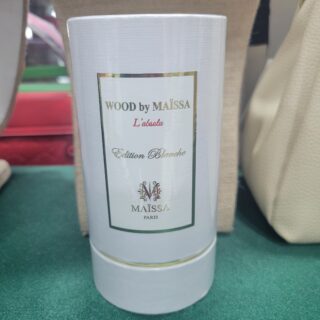 WOOD by MAÏSSA
L'absolu
Edition Blanche
M
MAÏSSA
PARIS